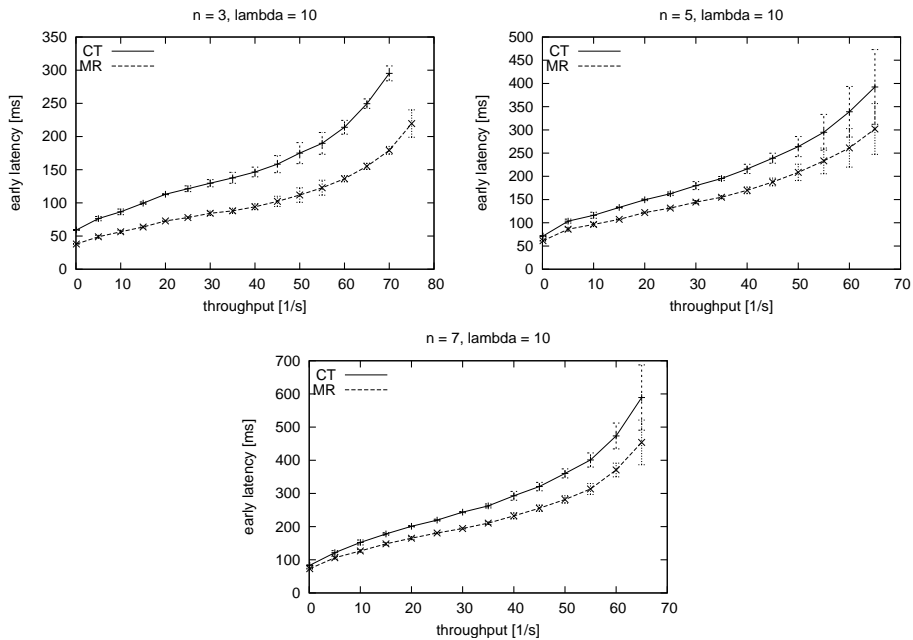 n = 3, lambda = 10
350
300
250
200
150
100
50
0
0 10 20 30 40 50 60 70 80
early latency [ms]
throughput [1/s]
CT
MR
n = 5, lambda = 10
500
450
400
350
300
250
200
150
100
50
0
0 10 20 30 40 50 60 70
early latency [ms]
throughput [1/s]
CT
MR
n = 7, lambda = 10
700
600
500
400
300
200
100
0
0 10 20 30 40 50 60 70
early latency [ms]
throughput [1/s]
CT
MR